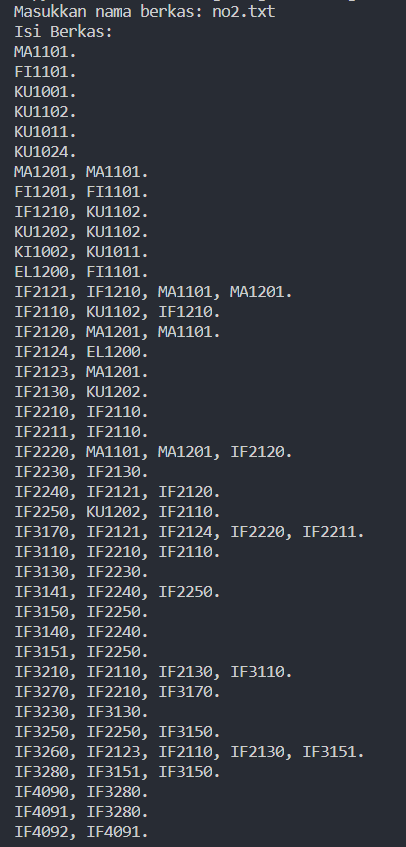 Masukkan nama berkas: no2.txt
Isi Berkas:
MA1101.
FI1101.
KU1001.
KU1102.
KU1011.
KU1024.
MA1201, MA1101.
FI1201, FI1101.
IF1210, KU1102.
KU1202, KU1102.
KI1002, KU1011.
EL1200, FI1101.
IF2121, IF1210, MA1101, MA1201.
IF2110, KU1102, IF1210.
IF2120, MA1201, MA1101.
IF2124, EL1200.
IF2123, MA1201.
IF2130, KU1202.
IF2210, IF2110.
IF2211, IF2110.
IF2220, MA1101, MA1201, IF2120.
IF2230, IF2130.
IF2240, IF2121, IF2120.
IF2250, KU1202, IF2110.
IF3170, IF2121, IF2124, IF2220, IF2211.
IF3110, IF2210, IF2110.
IF3130, IF2230.
IF3141, IF2240, IF2250.
IF3150, IF2250.
IF3140, IF2240.
IF3151, IF2250.
IF3210, IF2110, IF2130, IF3110.
IF3270, IF2210, IF3170.
IF3230, IF3130.
IF3250, IF2250, IF3150.
IF3260, IF2123, IF2110, IF2130, IF3151.
IF3280, IF3151, IF3150.
IF4090, IF3280.
IF4091, IF3280.
IF4092, IF4091.